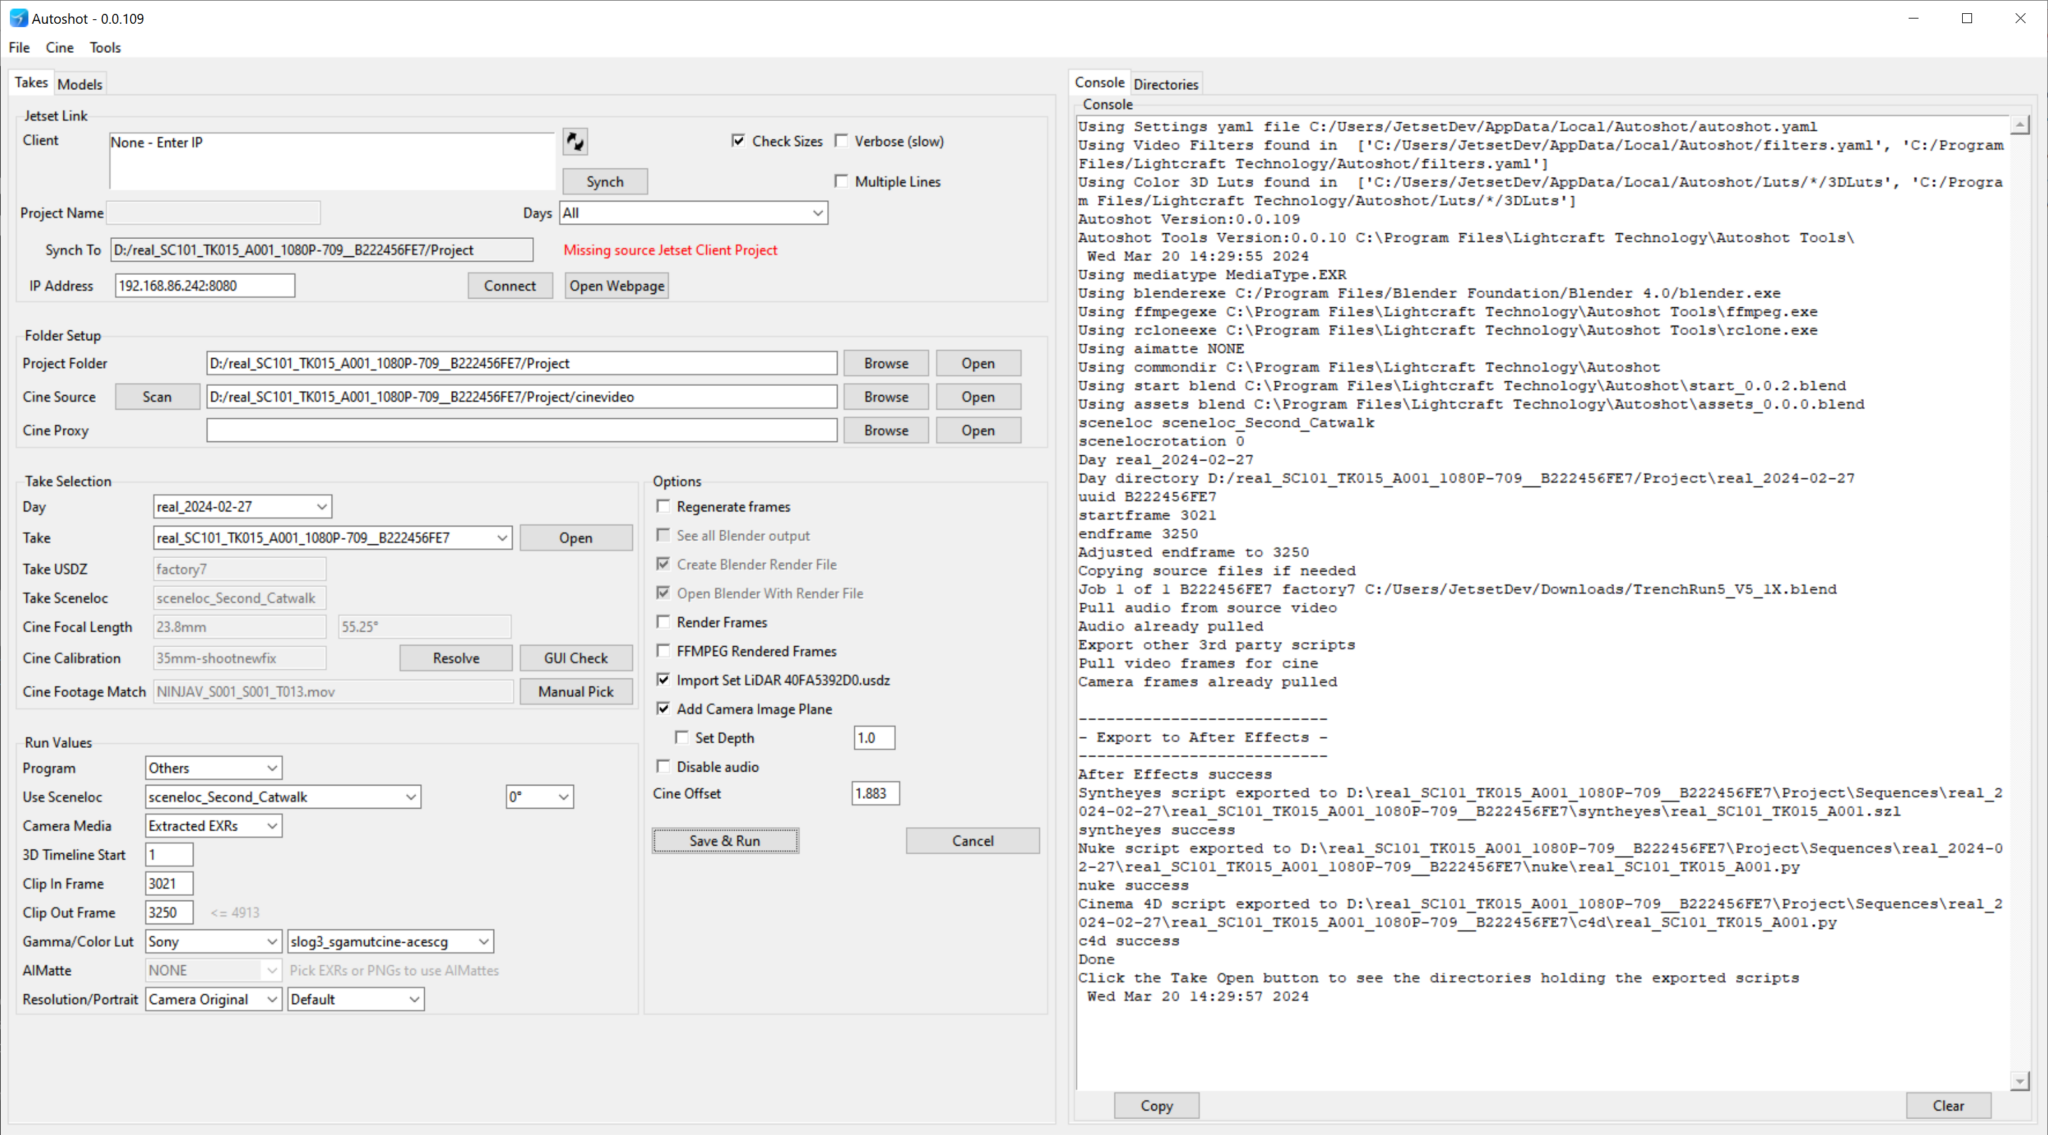 Autoshot - 0.0.109
File Cine Tools
Takes Models
Jetset Link
Client None - Enter IP
Check Sizes Verbose (slow)
Synch Multiple Lines
Project Name Days All
Synch To D:/real_SC101_TK015_A001_1080P-709__B222456FE7/Project Missing source Jetset Client Project
IP Address 192.168.86.242:8080 Connect Open Webpage
Folder Setup
Project Folder D:/real_SC101_TK015_A001_1080P-709__B222456FE7/Project Browse Open
Cine Source Scan D:/real_SC101_TK015_A001_1080P-709__B222456FE7/Project/cinevideo Browse Open
Cine Proxy Browse Open
Take Selection
Day real_2024-02-27
Take real_SC101_TK015_A001_1080P-709__B222456FE7 Open
Take USDZ factory7
Take Sceneloc sceneloc_Second_Catwalk
Cine Focal Length 23.8mm 55.25°
Cine Calibration 35mm-shootnewfix Resolve GUI Check
Cine Footage Match NINJAV_S001_S001_T013.mov Manual Pick
Run Values
Program Others
Use Sceneloc sceneloc_Second_Catwalk 0°
Camera Media Extracted EXRs
3D Timeline Start 1
Clip In Frame 3021
Clip Out Frame 3250 <= 4913
Gamma/Color Lut Sony slog3_sgamutcine-acescg
AIMatte NONE Pick EXRs or PNGs to use AIMattes
Resolution/Portrait Camera Original Default
Options
Regenerate frames
See all Blender output
Create Blender Render File
Open Blender With Render File
Render Frames
FFMPEG Rendered Frames
Import Set LiDAR 40FA5392D0.usdz
Add Camera Image Plane
Set Depth 1.0
Disable audio
Cine Offset 1.883
Save & Run Cancel
Console Directories
Console
Using Settings yaml file C:/Users/JetsetDev/AppData/Local/Autoshot/autoshot.yaml
Using Video Filters found in  ['C:/Users/JetsetDev/AppData/Local/Autoshot/filters.yaml', 'C:/Program
Files/Lightcraft Technology/Autoshot/filters.yaml']
Using Color 3D Luts found in  ['C:/Users/JetsetDev/AppData/Local/Autoshot/Luts/*/3DLuts', 'C:/Progra
m Files/Lightcraft Technology/Autoshot/Luts/*/3DLuts']
Autoshot Version:0.0.109
Autoshot Tools Version:0.0.10 C:\Program Files\Lightcraft Technology\Autoshot Tools\
Wed Mar 20 14:29:55 2024
Using mediatype MediaType.EXR
Using blenderexe C:/Program Files/Blender Foundation/Blender 4.0/blender.exe
Using ffmpegexe C:\Program Files\Lightcraft Technology\Autoshot Tools\ffmpeg.exe
Using rcloneexe C:\Program Files\Lightcraft Technology\Autoshot Tools\rclone.exe
Using aimatte NONE
Using commondir C:\Program Files\Lightcraft Technology\Autoshot
Using start blend C:\Program Files\Lightcraft Technology\Autoshot\start_0.0.2.blend
Using assets blend C:\Program Files\Lightcraft Technology\Autoshot\assets_0.0.0.blend
sceneloc sceneloc_Second_Catwalk
scenelocrotation 0
Day real_2024-02-27
Day directory D:/real_SC101_TK015_A001_1080P-709__B222456FE7/Project\real_2024-02-27
uuid B222456FE7
startframe 3021
endframe 3250
Adjusted endframe to 3250
Copying source files if needed
Job 1 of 1 B222456FE7 factory7 C:/Users/JetsetDev/Downloads/TrenchRun5_V5_1X.blend
Pull audio from source video
Audio already pulled
Export other 3rd party scripts
Pull video frames for cine
Camera frames already pulled
---------------------------
- Export to After Effects -
---------------------------
After Effects success
Syntheyes script exported to D:\real_SC101_TK015_A001_1080P-709__B222456FE7\Project\Sequences\real_2
024-02-27\real_SC101_TK015_A001_1080P-709__B222456FE7\syntheyes\real_SC101_TK015_A001.szl
syntheyes success
Nuke script exported to D:\real_SC101_TK015_A001_1080P-709__B222456FE7\Project\Sequences\real_2024-0
2-27\real_SC101_TK015_A001_1080P-709__B222456FE7\nuke\real_SC101_TK015_A001.py
nuke success
Cinema 4D script exported to D:\real_SC101_TK015_A001_1080P-709__B222456FE7\Project\Sequences\real_2
024-02-27\real_SC101_TK015_A001_1080P-709__B222456FE7\c4d\real_SC101_TK015_A001.py
c4d success
Done
Click the Take Open button to see the directories holding the exported scripts
Wed Mar 20 14:29:57 2024
Copy Clear